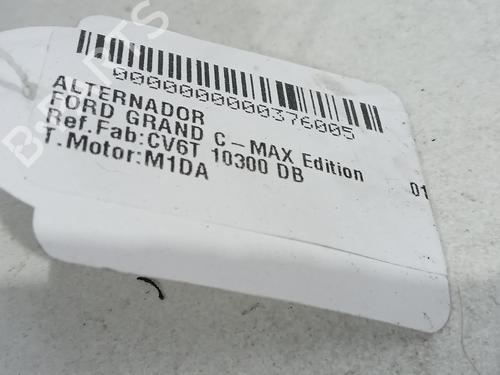 0000000000376005
ALTERNADOR
FORD GRAND C-MAX Edition
Ref.Fab:CV6T 10300 DB
T.Motor:M1DA
01